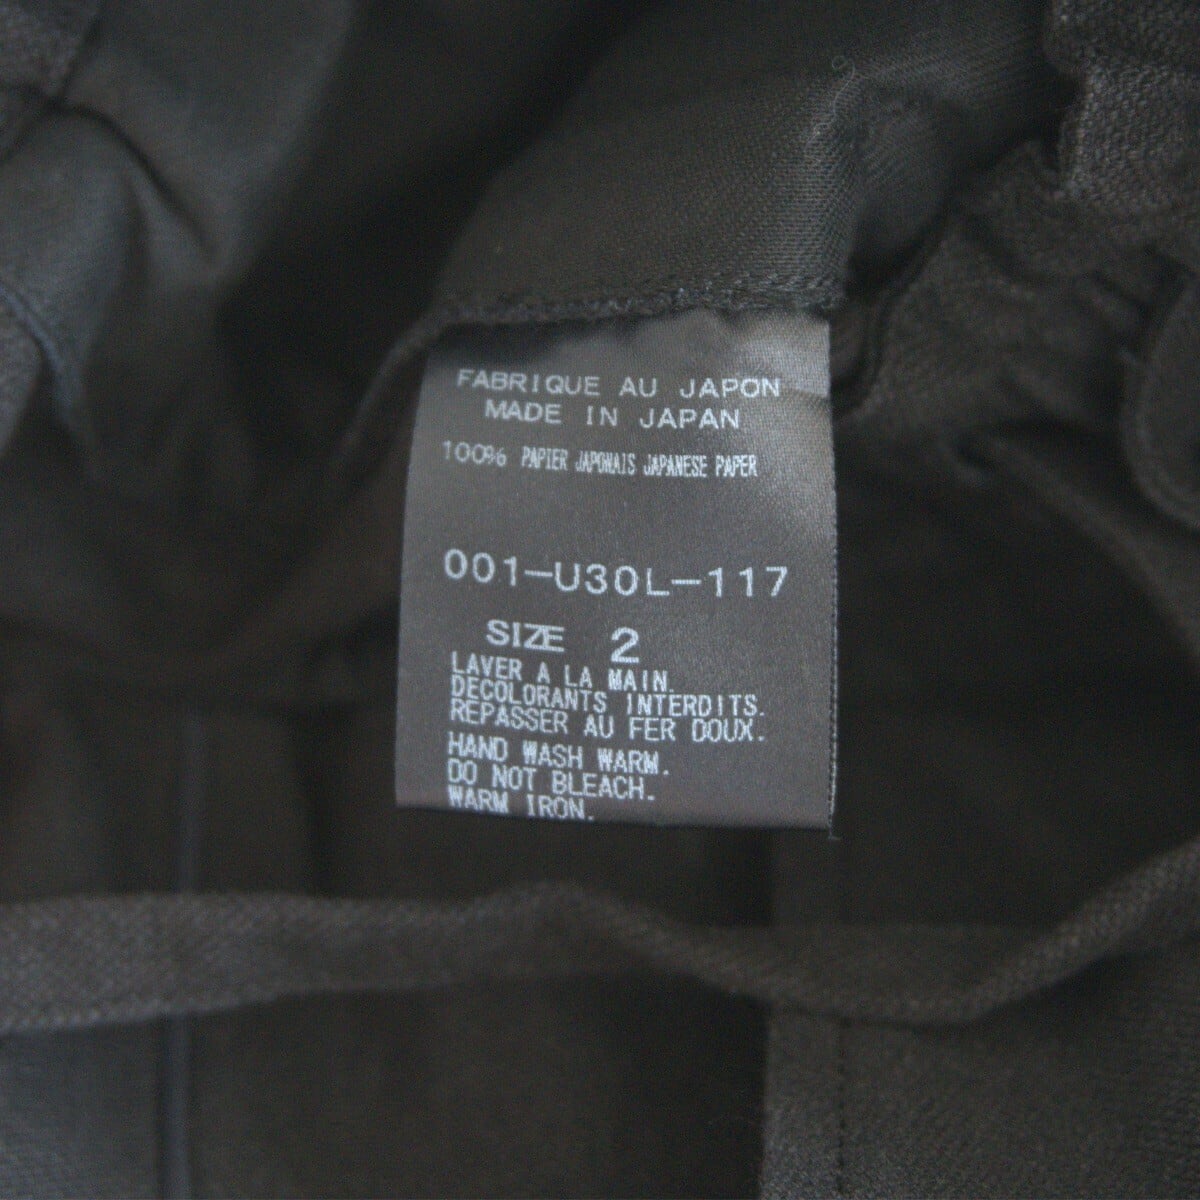 FABRIQUE AU JAPON
MADE IN JAPAN
100% PAPIER JAPONAIS JAPANESE PAPER
001-U30L-117
SIZE 2
LAVER A LA MAIN.
DECOLORANTS INTERDITS.
REPASSER AU FER DOUX.
HAND WASH WARM.
DO NOT BLEACH.
WARM IRON.